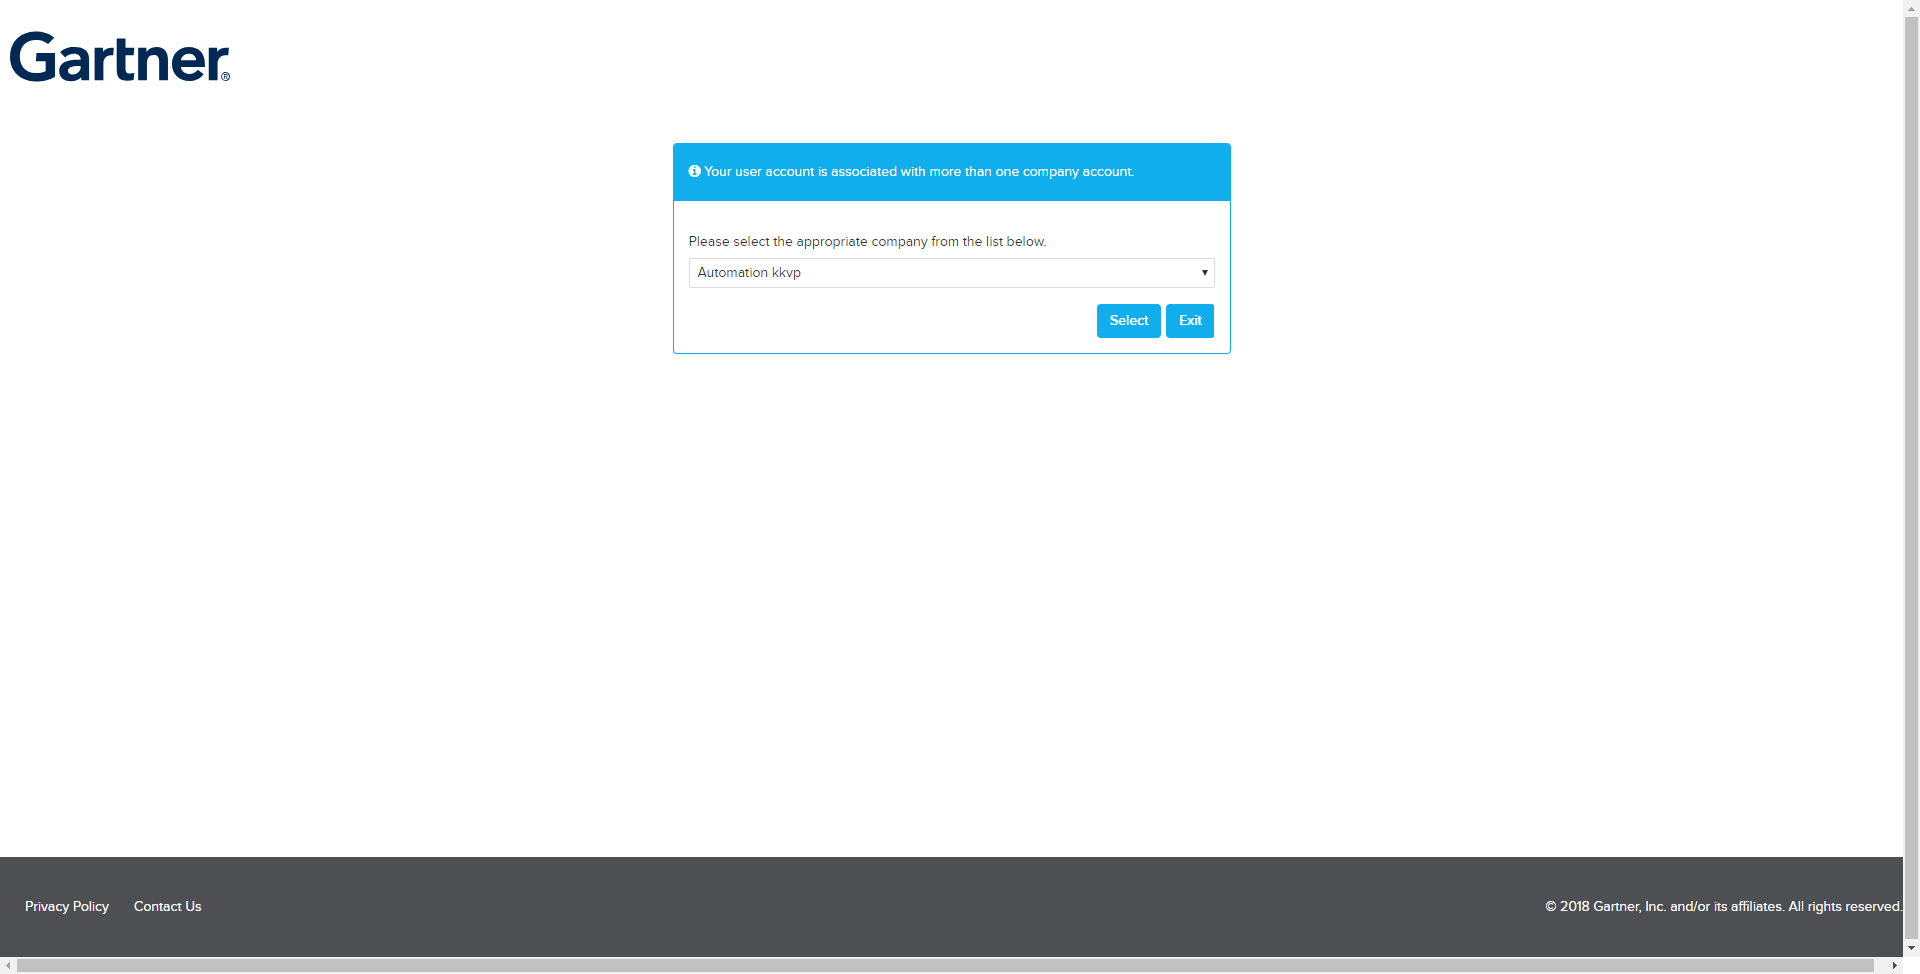 Gartner®
Your user account is associated with more than one company account.
Please select the appropriate company from the list below.
Automation kkvp
Select Exit
Privacy Policy Contact Us © 2018 Gartner, Inc. and/or its affiliates. All rights reserved.